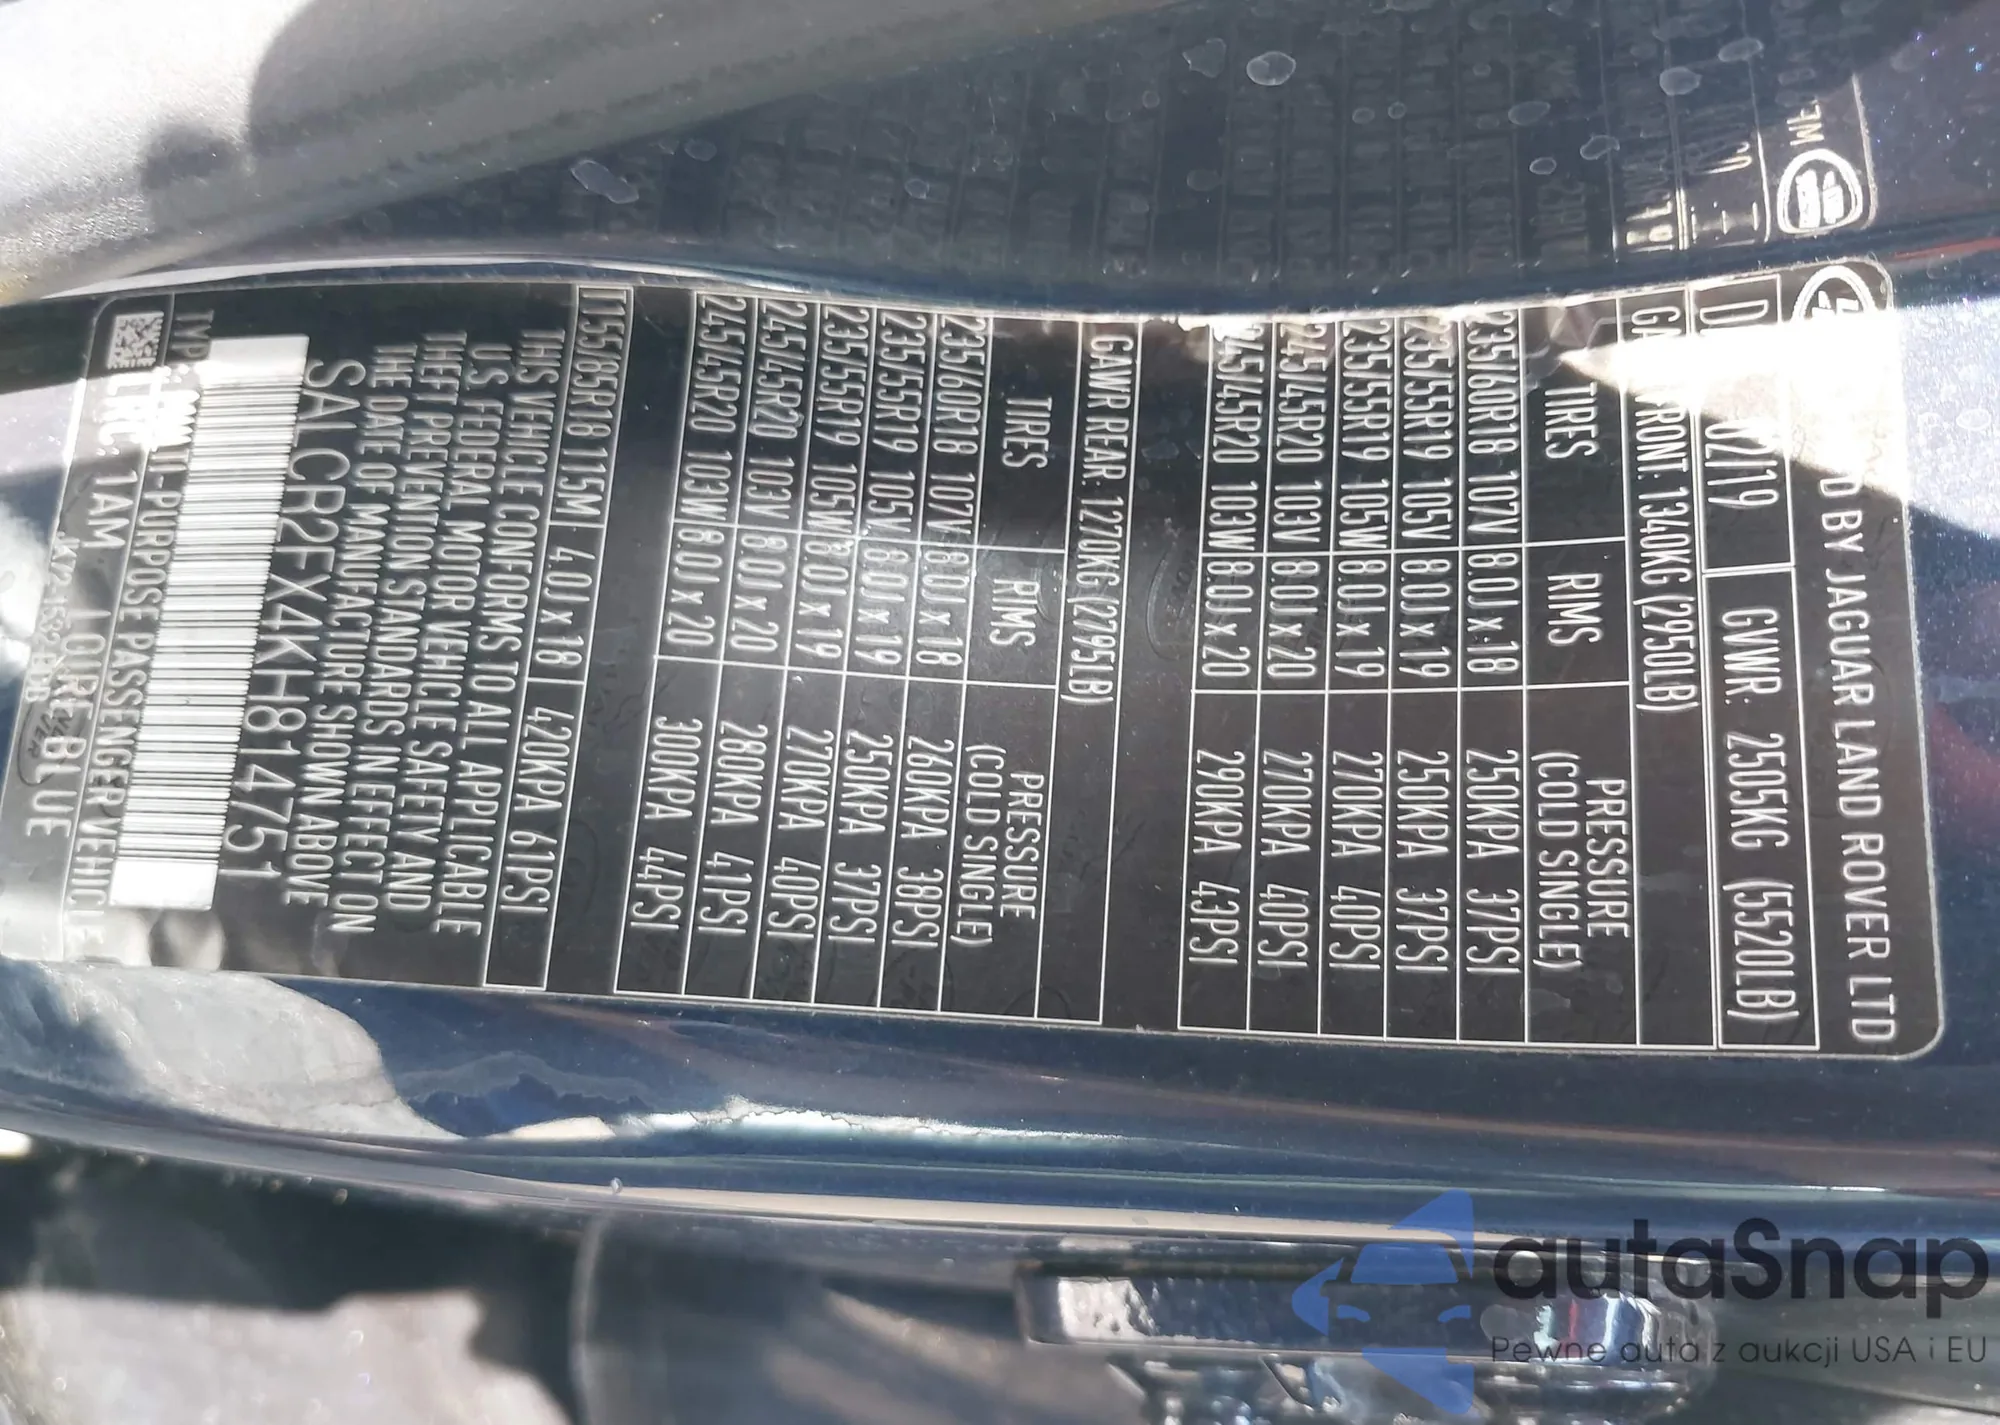 D BY JAGUAR LAND ROVER LTD
02/19 GVWR: 2505KG (5520LB)
FRONT: 1340KG (2950LB)
TIRES RIMS PRESSURE
(COLD SINGLE)
235/60R18 107V 8.0J x 18 250KPA 37PSI
235/55R19 105V 8.0J x 19 250KPA 37PSI
235/55R19 105W 8.0J x 19 270KPA 40PSI
245/45R20 103V 8.0J x 20 270KPA 40PSI
245/45R20 103W 8.0J x 20 290KPA 43PSI
GAWR REAR: 1270KG (2795LB)
TIRES RIMS PRESSURE
(COLD SINGLE)
235/60R18 107V 8.0J x 18 260KPA 38PSI
235/55R19 105V 8.0J x 19 250KPA 37PSI
235/55R19 105W 8.0J x 19 270KPA 40PSI
245/45R20 103V 8.0J x 20 280KPA 41PSI
245/45R20 103W 8.0J x 20 300KPA 44PSI
T155/85R18 115M 4.0J x 18 420KPA 61PSI
THIS VEHICLE CONFORMS TO ALL APPLICABLE
U.S. FEDERAL MOTOR VEHICLE SAFETY AND
THEFT PREVENTION STANDARDS IN EFFECT ON
THE DATE OF MANUFACTURE SHOWN ABOVE
SALCR2FX4KH814751
TI-PURPOSE PASSENGER VEHICLE
1AM LOIRE BLUE
autaSnap
Pewne auta z aukcji USA i EU